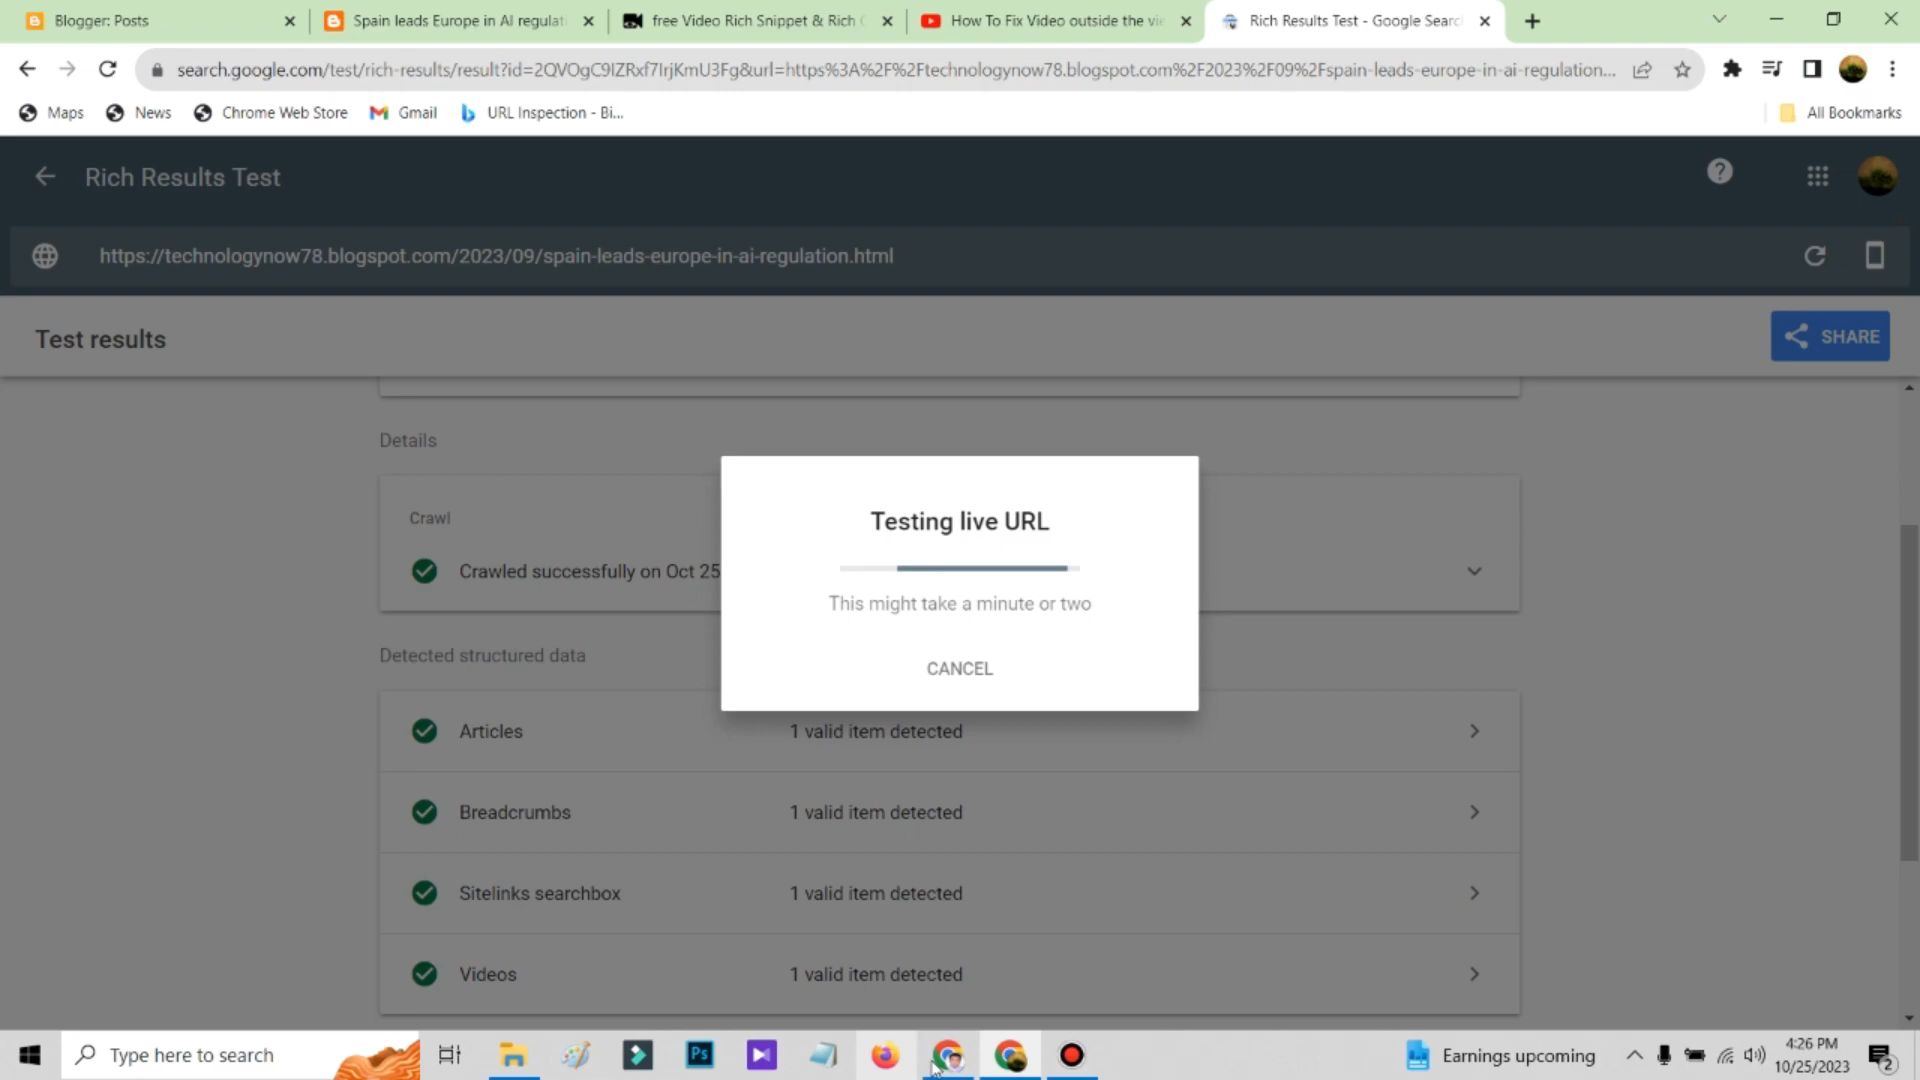 Blogger: Posts
Spain leads Europe in AI regulat
free Video Rich Snippet & Rich
How To Fix Video outside the vie
Rich Results Test - Google Searc
search.google.com/test/rich-results/result?id=2QVOgC9IZRxf7IrjKmU3Fg&url=https%3A%2F%2Ftechnologynow78.blogspot.com%2F2023%2F09%2Fspain-leads-europe-in-ai-regulation...
Maps
News
Chrome Web Store
Gmail
URL Inspection - Bi...
All Bookmarks
Rich Results Test
https://technologynow78.blogspot.com/2023/09/spain-leads-europe-in-ai-regulation.html
Test results
SHARE
Details
Crawl
Crawled successfully on Oct 25
Testing live URL
This might take a minute or two
CANCEL
Detected structured data
Articles 1 valid item detected
Breadcrumbs 1 valid item detected
Sitelinks searchbox 1 valid item detected
Videos 1 valid item detected
Type here to search
Ps
Earnings upcoming
4:26 PM
10/25/2023
2